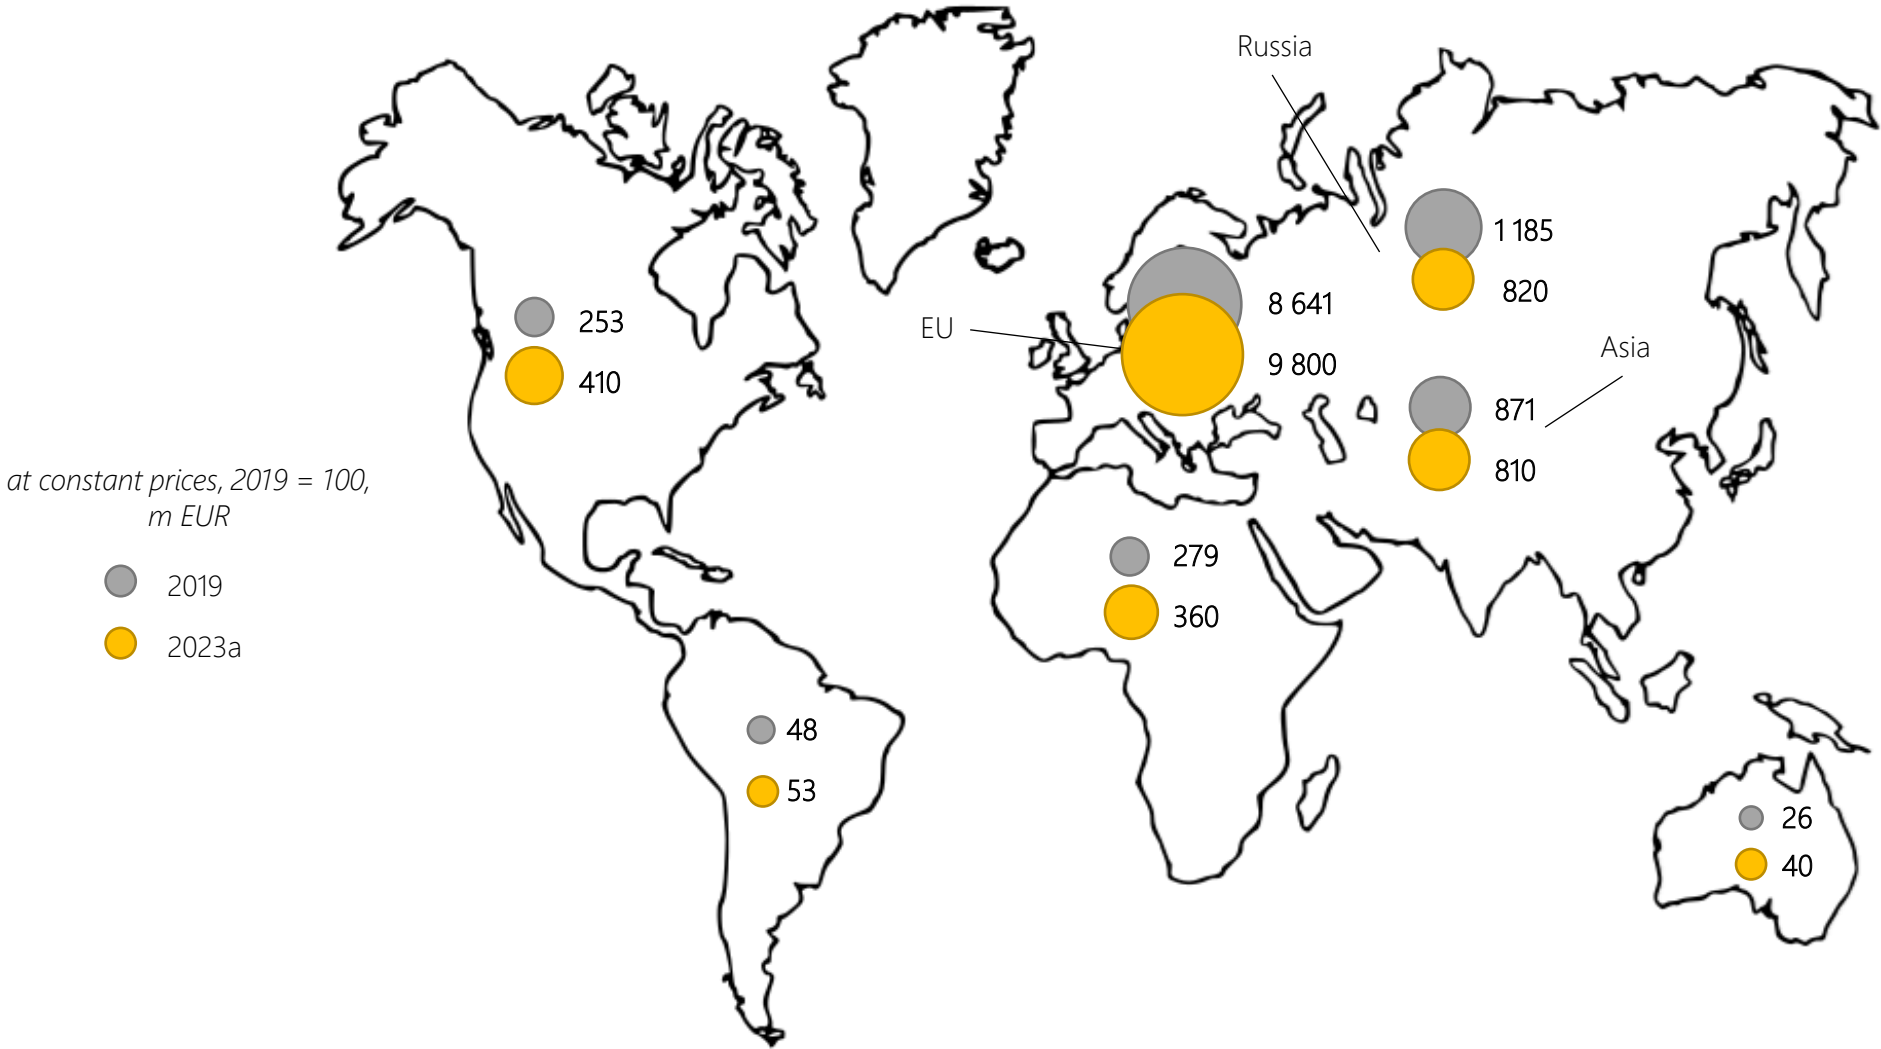 Russia
1 185
820
8 641
9 800
EU
253
410
Asia
871
810
at constant prices, 2019 = 100,
m EUR
2019
2023a
279
360
48
53
26
40